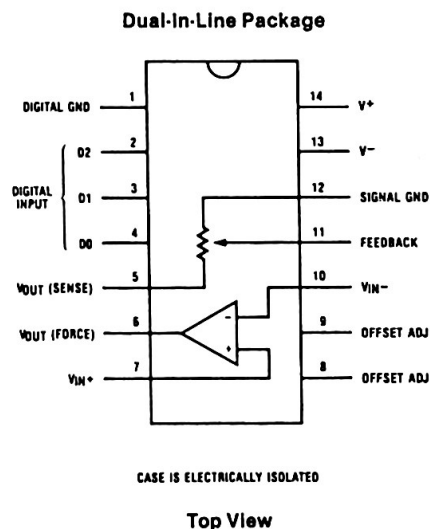 Dual-In-Line Package
DIGITAL GND 1
14 V+
DIGITAL INPUT
D2 2
13 V−
D1 3
12 SIGNAL GND
D0 4
11 FEEDBACK
VOUT (SENSE) 5
10 VIN−
VOUT (FORCE) 6
9 OFFSET ADJ
VIN+ 7
8 OFFSET ADJ
−
+
CASE IS ELECTRICALLY ISOLATED
Top View